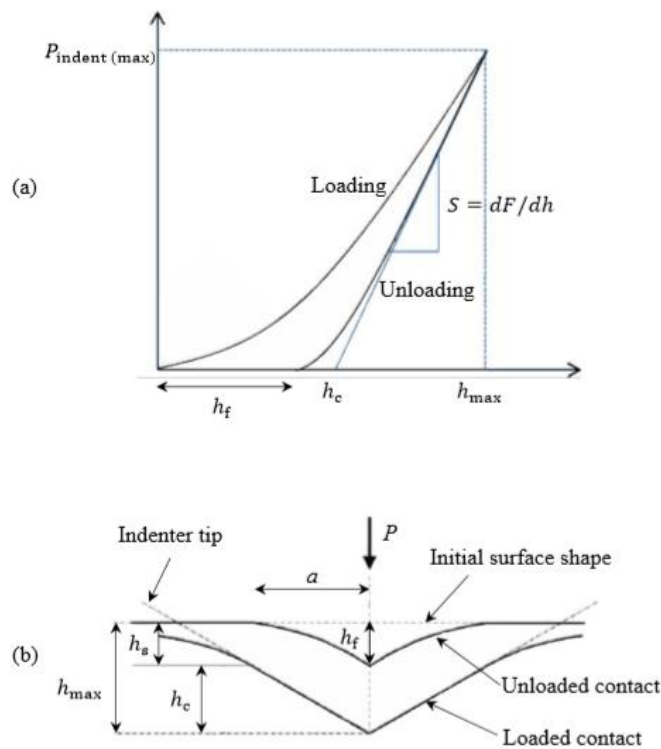 P_indent (max)
(a)
Loading
S = dF/dh
Unloading
h_f
h_c
h_max
Indenter tip
P
a
Initial surface shape
(b)
h_s
h_f
h_max
h_c
Unloaded contact
Loaded contact